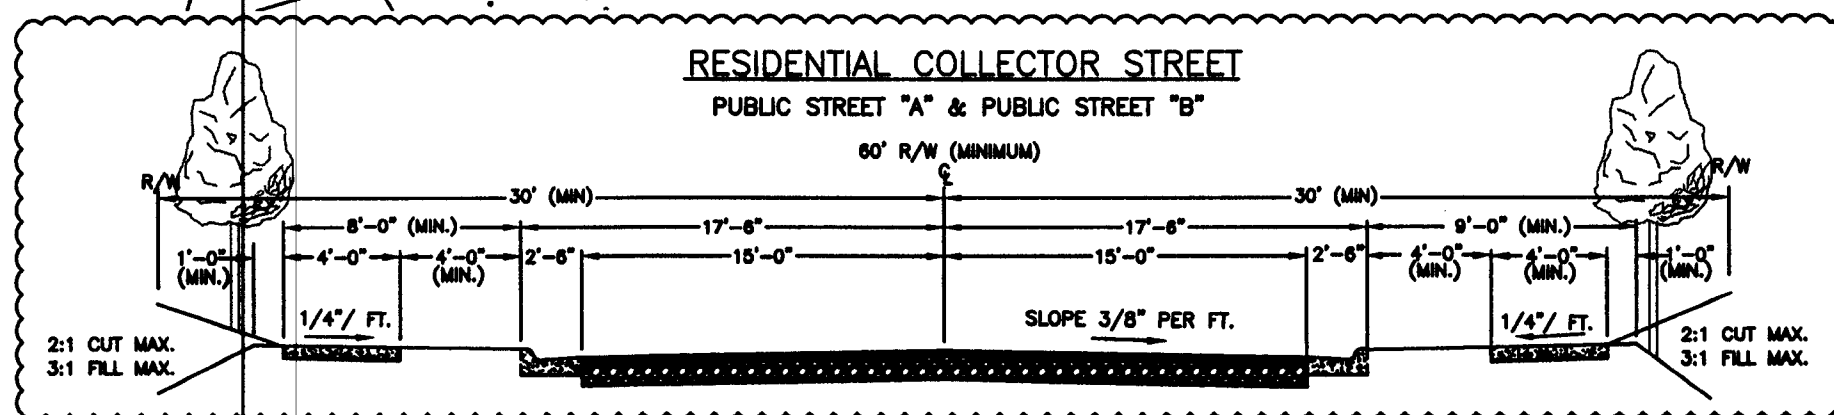 RESIDENTIAL COLLECTOR STREET
PUBLIC STREET "A" & PUBLIC STREET "B"
60' R/W (MINIMUM)
℄
R/W R/W
30' (MIN) 30' (MIN)
8'-0" (MIN.) 17'-6" 17'-6" 9'-0" (MIN.)
1'-0" (MIN.) 4'-0" 4'-0" (MIN.) 2'-6" 15'-0" 15'-0" 2'-6" 4'-0" (MIN.) 4'-0" (MIN.) 1'-0" (MIN.)
1/4"/ FT. SLOPE 3/8" PER FT. 1/4"/ FT.
2:1 CUT MAX. 2:1 CUT MAX.
3:1 FILL MAX. 3:1 FILL MAX.